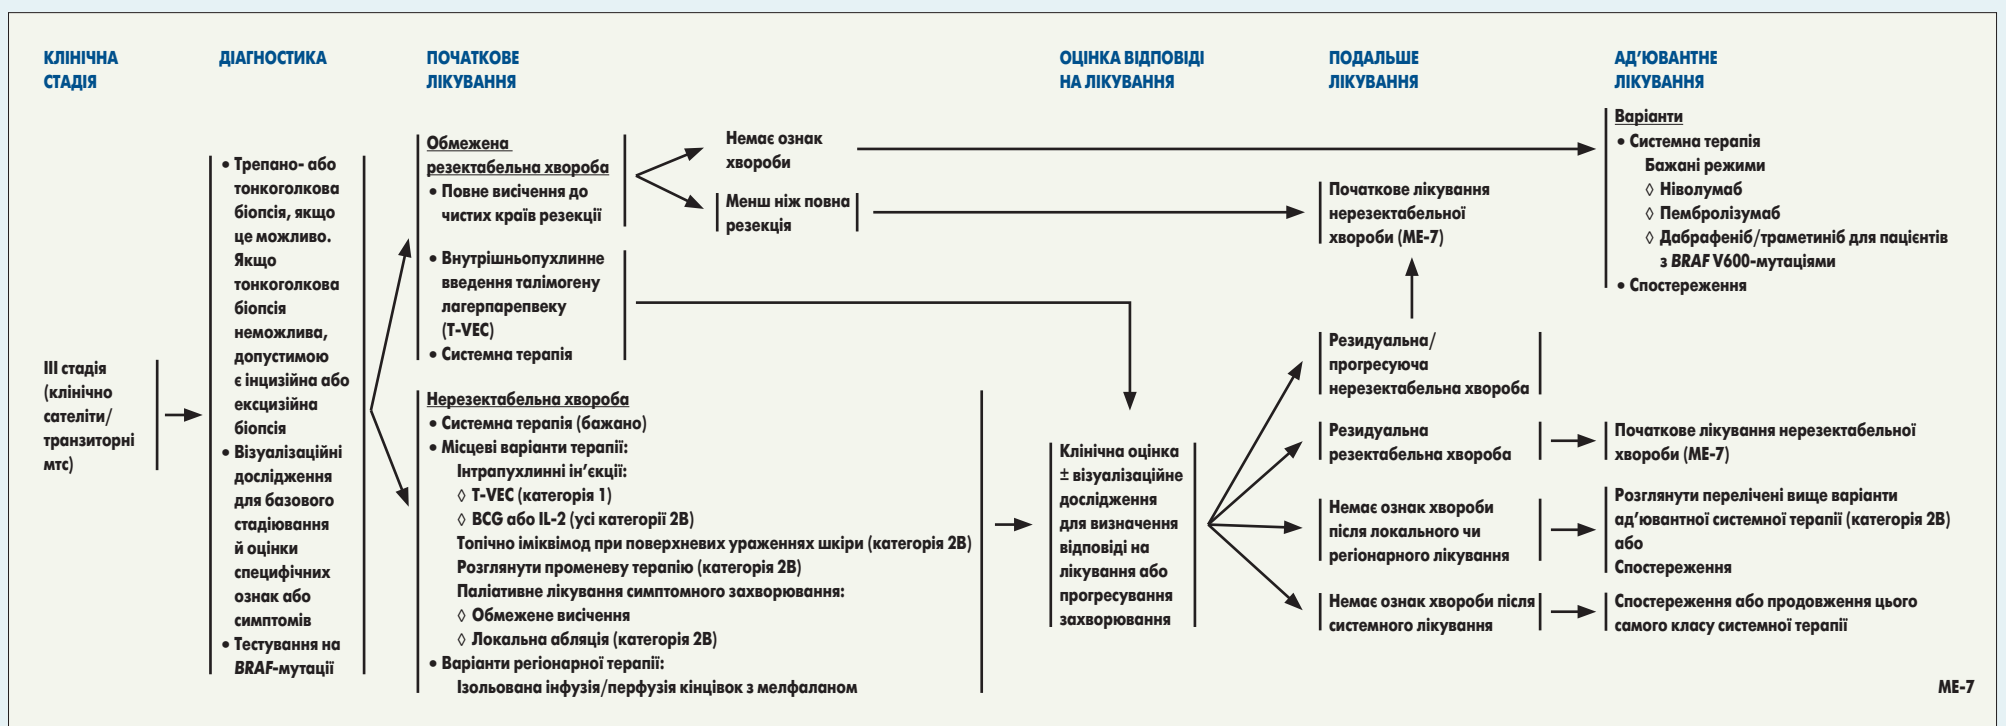 КЛІНІЧНА
СТАДІЯ
ДІАГНОСТИКА
ПОЧАТКОВЕ
ЛІКУВАННЯ
ОЦІНКА ВІДПОВІДІ
НА ЛІКУВАННЯ
ПОДАЛЬШЕ
ЛІКУВАННЯ
АД’ЮВАНТНЕ
ЛІКУВАННЯ
III стадія
(клінічно
сателіти/
транзиторні
мтс)
• Трепано- або
тонкоголкова
біопсія, якщо
це можливо.
Якщо
тонкоголкова
біопсія
неможлива,
допустимою
є інцизійна або
ексцизійна
біопсія
• Візуалізаційні
дослідження
для базового
стадіювання
й оцінки
специфічних
ознак або
симптомів
• Тестування на
BRAF-мутації
Обмежена
резектабельна хвороба
• Повне висічення до
чистих країв резекції
• Внутрішньопухлинне
введення талімогену
лагерпарепвеку
(T-VEC)
• Системна терапія
Нерезектабельна хвороба
• Системна терапія (бажано)
• Місцеві варіанти терапії:
Інтрапухлинні ін’єкції:
◊ T-VEC (категорія 1)
◊ BCG або IL-2 (усі категорії 2B)
Топічно іміквімод при поверхневих ураженнях шкіри (категорія 2B)
Розглянути променеву терапію (категорія 2B)
Паліативне лікування симптомного захворювання:
◊ Обмежене висічення
◊ Локальна абляція (категорія 2B)
• Варіанти регіонарної терапії:
Ізольована інфузія/перфузія кінцівок з мелфаланом
Немає ознак
хвороби
Менш ніж повна
резекція
Клінічна оцінка
± візуалізаційне
дослідження
для визначення
відповіді на
лікування або
прогресування
захворювання
Початкове лікування
нерезектабельної
хвороби (ME-7)
Резидуальна/
прогресуюча
нерезектабельна хвороба
Резидуальна
резектабельна хвороба
Немає ознак хвороби
після локального чи
регіонарного лікування
Немає ознак хвороби після
системного лікування
Варіанти
• Системна терапія
Бажані режими
◊ Ніволумаб
◊ Пембролізумаб
◊ Дабрафеніб/траметиніб для пацієнтів
з BRAF V600-мутаціями
• Спостереження
Початкове лікування нерезектабельної
хвороби (ME-7)
Розглянути перелічені вище варіанти
ад’ювантної системної терапії (категорія 2B)
або
Спостереження
Спостереження або продовження цього
самого класу системної терапії
ME-7